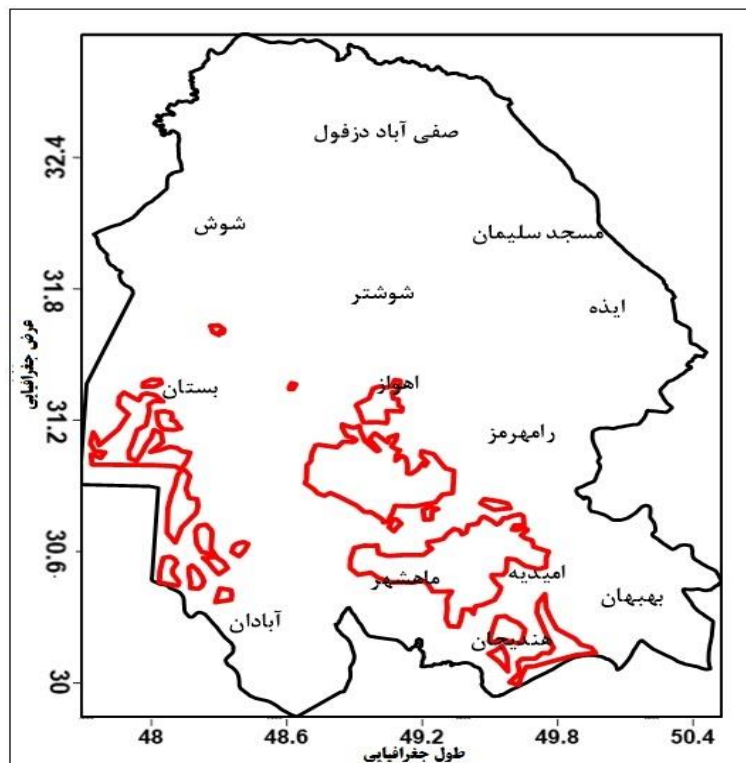 صفی آباد دزفول
32.4
شوش
مسجد سلیمان
31.8
شوشتر
ایذه
عرض جغرافیایی
بستان
اهواز
31.2
رامهرمز
30.6
ماهشهر
امیدیه
بهبهان
آبادان
هندیجان
30
48
48.6
49.2
49.8
50.4
طول جغرافیایی